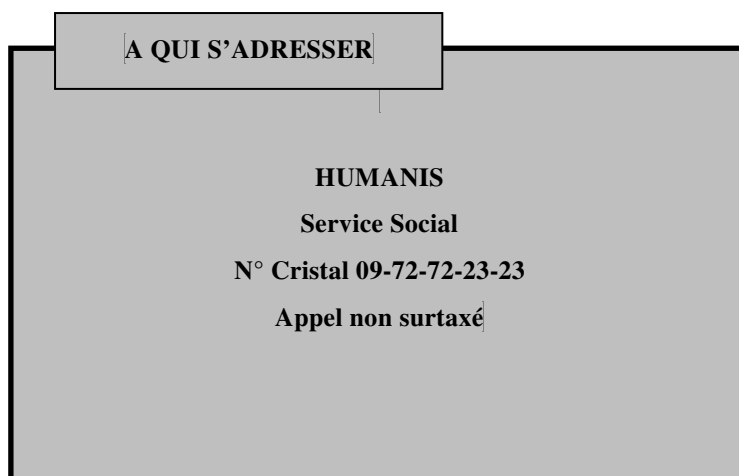 A QUI S’ADRESSER
HUMANIS
Service Social
N° Cristal 09-72-72-23-23
Appel non surtaxé